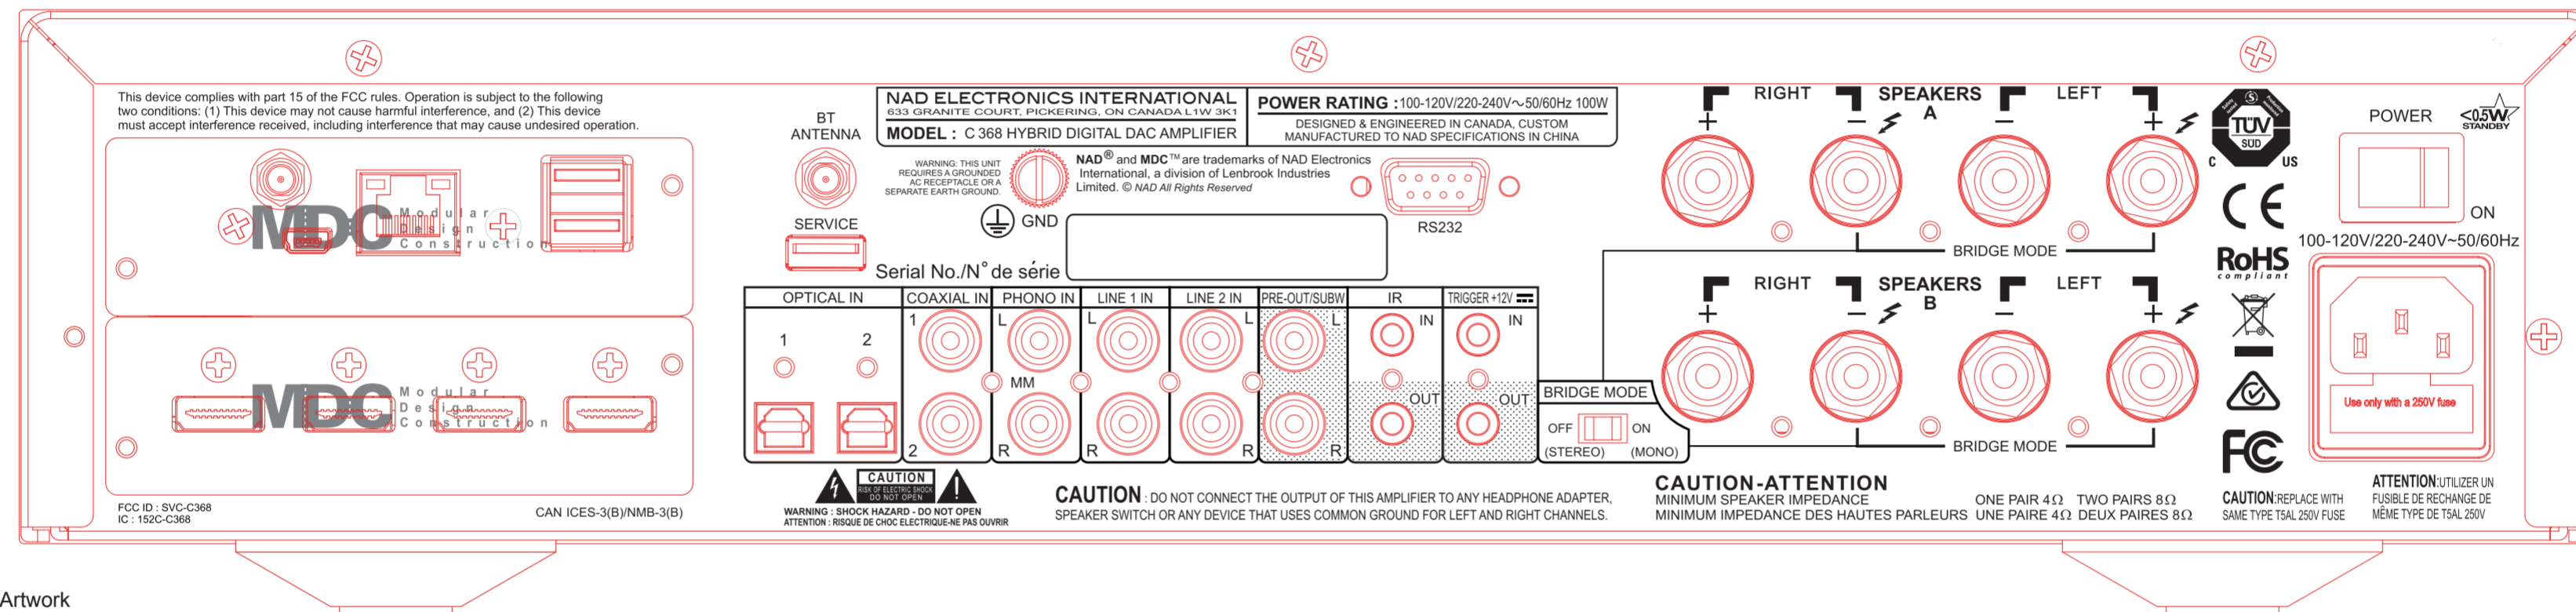 This device complies with part 15 of the FCC rules. Operation is subject to the following
two conditions: (1) This device may not cause harmful interference, and (2) This device
must accept interference received, including interference that may cause undesired operation.
MDC Modular
Design
Construction
MDC Modular
Design
Construction
FCC ID : SVC-C368
IC : 152C-C368
CAN ICES-3(B)/NMB-3(B)
BT
ANTENNA
SERVICE
NAD ELECTRONICS INTERNATIONAL
633 GRANITE COURT, PICKERING, ON CANADA L1W 3K1
MODEL : C 368 HYBRID DIGITAL DAC AMPLIFIER
POWER RATING : 100-120V/220-240V~50/60Hz 100W
DESIGNED & ENGINEERED IN CANADA, CUSTOM
MANUFACTURED TO NAD SPECIFICATIONS IN CHINA
WARNING: THIS UNIT
REQUIRES A GROUNDED
AC RECEPTACLE OR A
SEPARATE EARTH GROUND.
GND
NAD® and MDC™ are trademarks of NAD Electronics
International, a division of Lenbrook Industries
Limited. © NAD All Rights Reserved
RS232
Serial No./N° de série
OPTICAL IN
1 2
COAXIAL IN
1
2
PHONO IN
L
MM
R
LINE 1 IN
L
R
LINE 2 IN
L
R
PRE-OUT/SUBW
L
R
IR
IN
OUT
TRIGGER +12V
IN
OUT
BRIDGE MODE
OFF ON
(STEREO) (MONO)
CAUTION
RISK OF ELECTRIC SHOCK
DO NOT OPEN
WARNING : SHOCK HAZARD - DO NOT OPEN
ATTENTION : RISQUE DE CHOC ELECTRIQUE-NE PAS OUVRIR
CAUTION : DO NOT CONNECT THE OUTPUT OF THIS AMPLIFIER TO ANY HEADPHONE ADAPTER,
SPEAKER SWITCH OR ANY DEVICE THAT USES COMMON GROUND FOR LEFT AND RIGHT CHANNELS.
RIGHT SPEAKERS LEFT
A
+ − − +
BRIDGE MODE
RIGHT SPEAKERS LEFT
B
+ − − +
BRIDGE MODE
CAUTION-ATTENTION
MINIMUM SPEAKER IMPEDANCE ONE PAIR 4Ω TWO PAIRS 8Ω
MINIMUM IMPEDANCE DES HAUTES PARLEURS UNE PAIRE 4Ω DEUX PAIRES 8Ω
TÜV
SÜD
C US
CE
RoHS
compliant
FC
POWER
<0.5W
STANDBY
ON
100-120V/220-240V~50/60Hz
Use only with a 250V fuse
CAUTION:REPLACE WITH
SAME TYPE T5AL 250V FUSE
ATTENTION:UTILIZER UN
FUSIBLE DE RECHANGE DE
MÊME TYPE DE T5AL 250V
Artwork